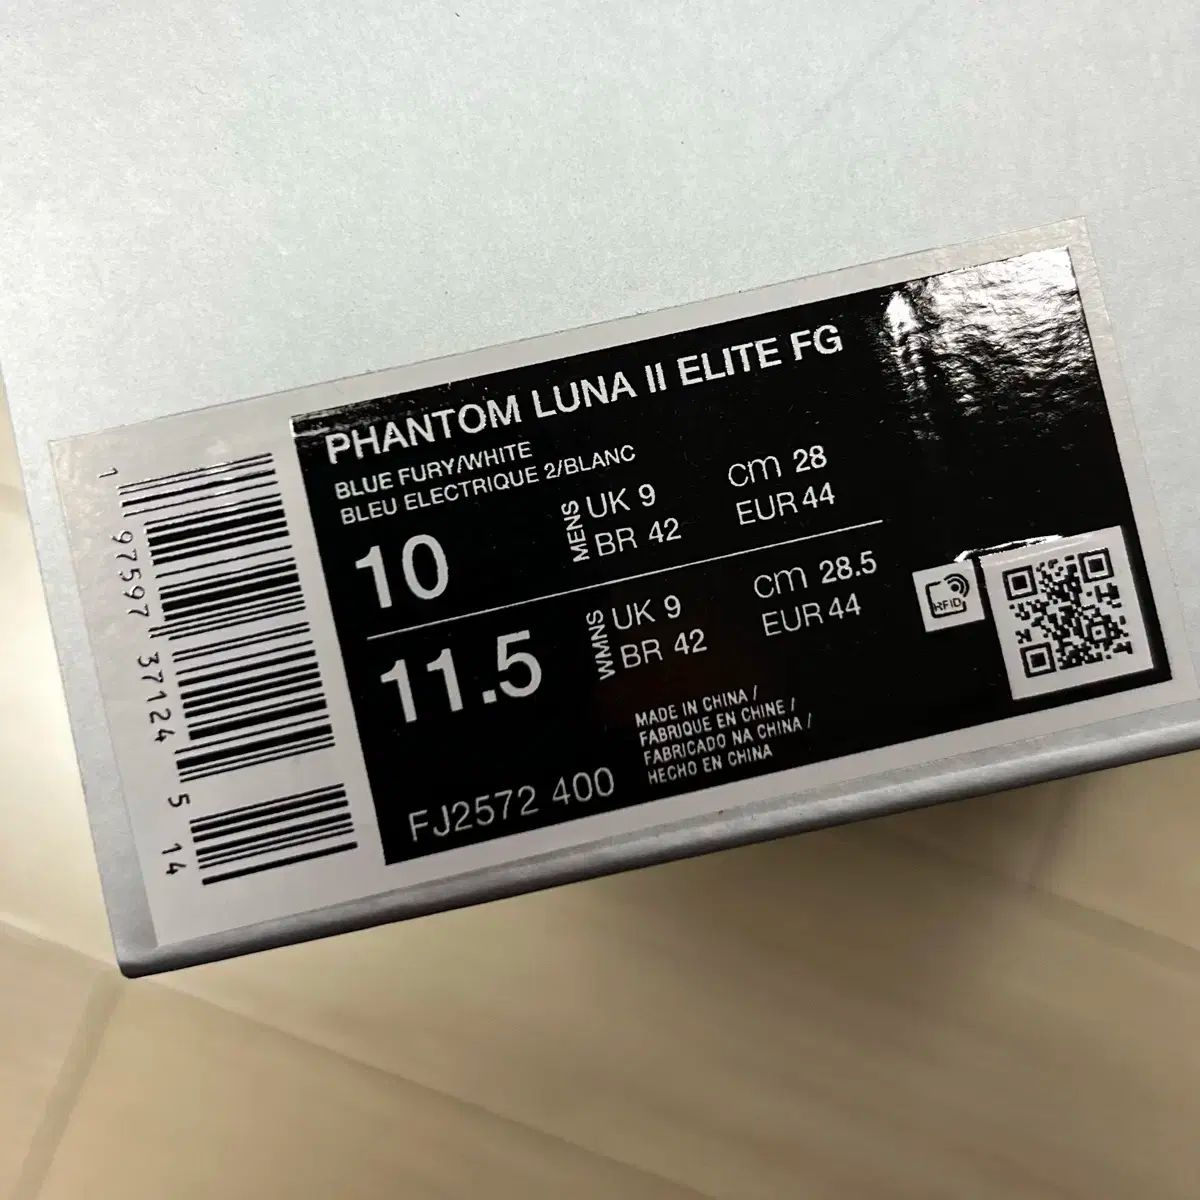 PHANTOM LUNA II ELITE FG
BLUE FURY/WHITE
BLEU ELECTRIQUE 2/BLANC
10
MENS
UK 9
BR 42
cm 28
EUR 44
11.5
WMNS
UK 9
BR 42
cm 28.5
EUR 44
MADE IN CHINA /
FABRIQUE EN CHINE /
FABRICADO NA CHINA /
HECHO EN CHINA
FJ2572 400
RFID
1 97597 37124 5 14